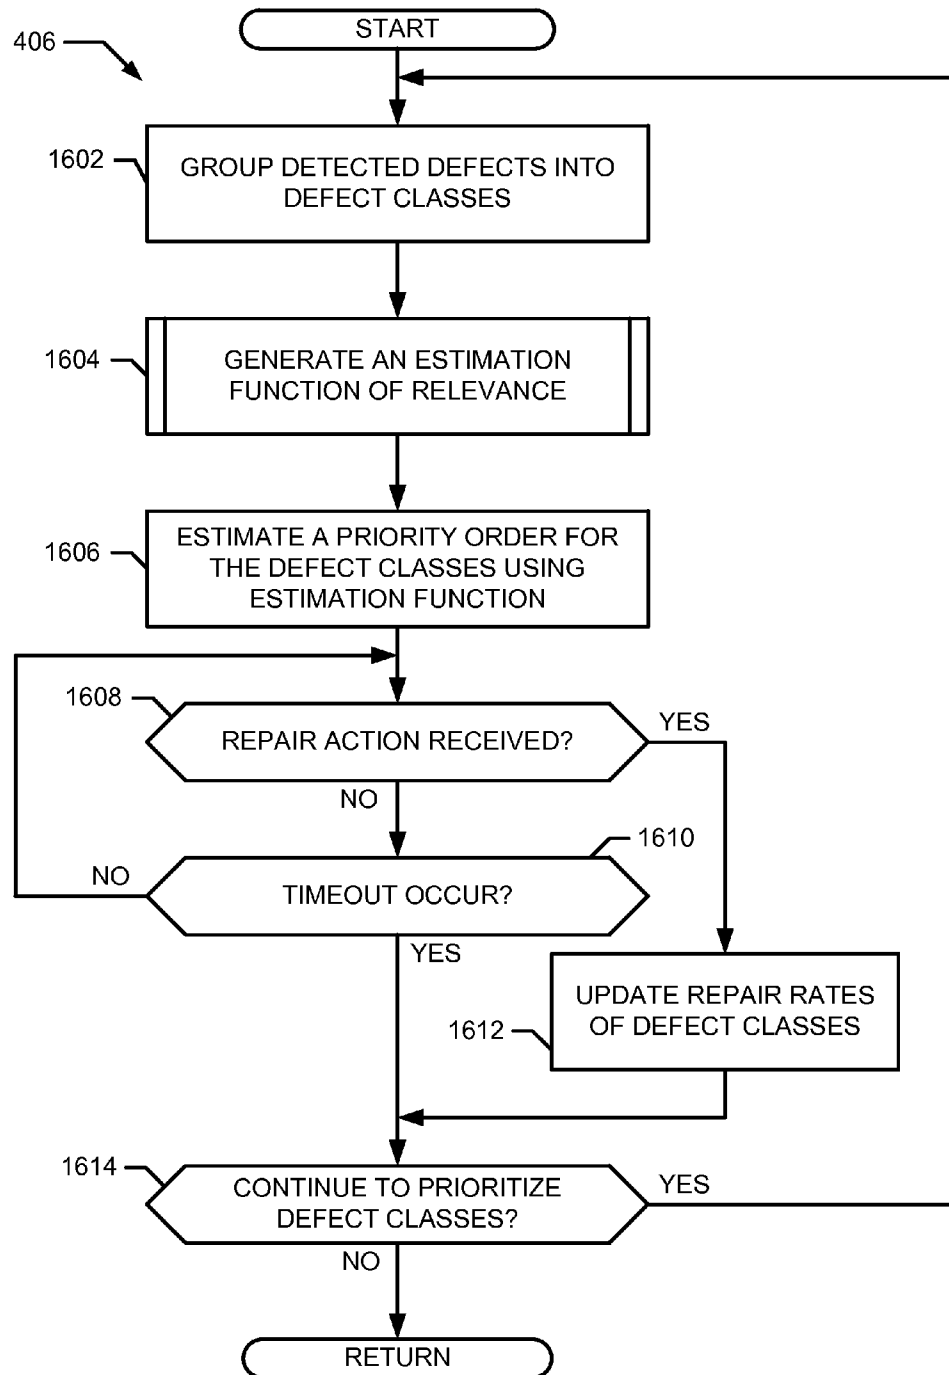 START
406
1602
GROUP DETECTED DEFECTS INTO
DEFECT CLASSES
1604
GENERATE AN ESTIMATION
FUNCTION OF RELEVANCE
1606
ESTIMATE A PRIORITY ORDER FOR
THE DEFECT CLASSES USING
ESTIMATION FUNCTION
1608
REPAIR ACTION RECEIVED?
YES
NO
1610
TIMEOUT OCCUR?
NO
YES
UPDATE REPAIR RATES
OF DEFECT CLASSES
1612
1614
CONTINUE TO PRIORITIZE
DEFECT CLASSES?
YES
NO
RETURN